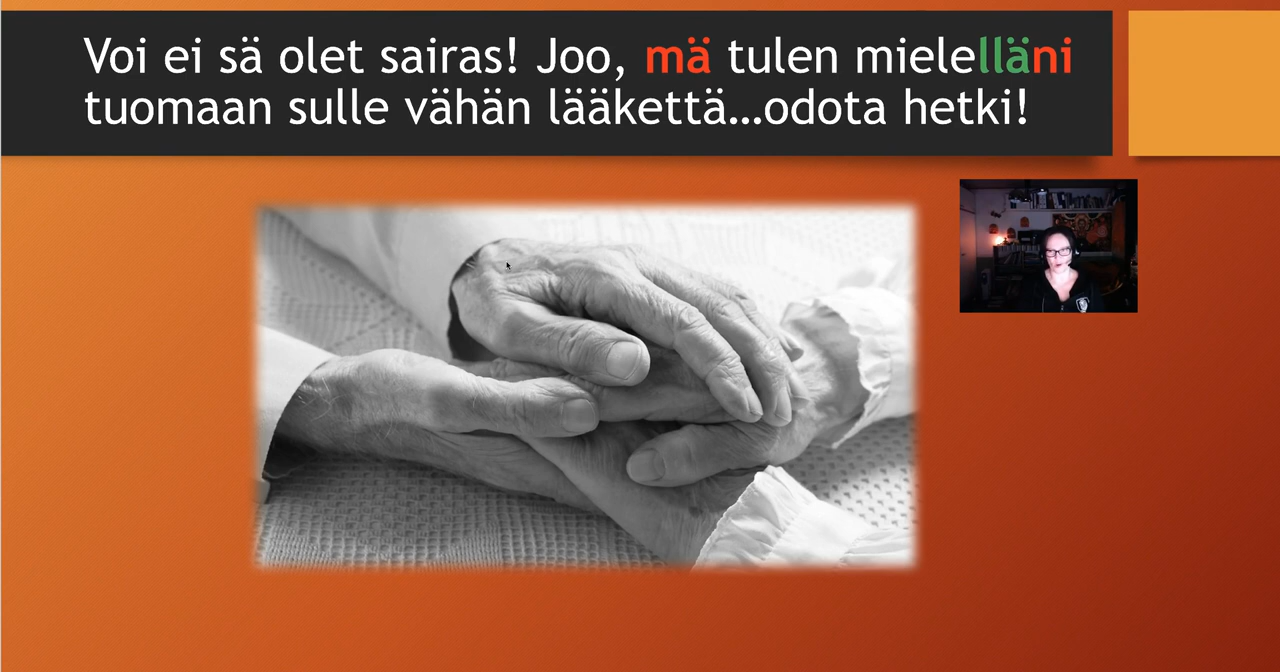 Voi ei sä olet sairas! Joo, mä tulen mielelläni
tuomaan sulle vähän lääkettä…odota hetki!